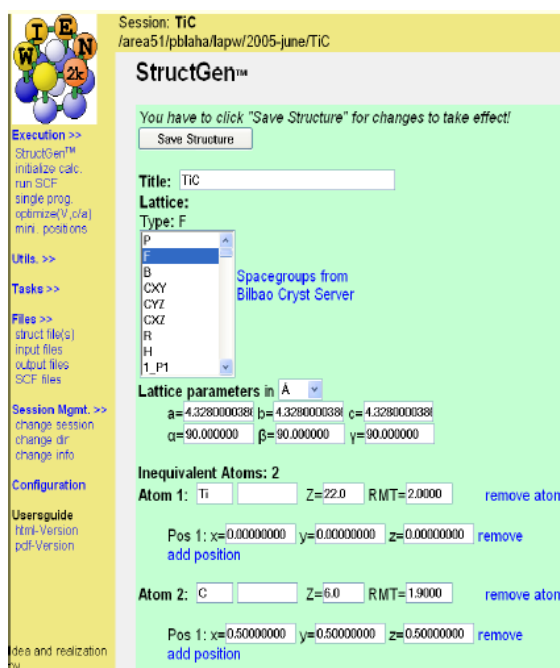 W I E N
2k
Session: TiC
/area51/pblaha/lapw/2005-june/TiC
StructGen™
You have to click "Save Structure" for changes to take effect!
Save Structure
Execution >>
StructGen™
initialize calc.
run SCF
single prog.
optimize(V,c/a)
mini. positions
Utils. >>
Tasks >>
Files >>
struct file(s)
input files
output files
SCF files
Session Mgmt. >>
change session
change dir
change info
Configuration
Usersguide
html-Version
pdf-Version
Idea and realization
by
Title: TiC
Lattice:
Type: F
P
F
B
CXY
CYZ
CXZ
R
H
1_P1
Spacegroups from
Bilbao Cryst Server
Lattice parameters in Å
a= 4.3280000380 b= 4.3280000380 c= 4.3280000380
α= 90.000000 β= 90.000000 γ= 90.000000
Inequivalent Atoms: 2
Atom 1: Ti Z= 22.0 RMT= 2.0000 remove atom
Pos 1: x= 0.00000000 y= 0.00000000 z= 0.00000000 remove
add position
Atom 2: C Z= 6.0 RMT= 1.9000 remove atom
Pos 1: x= 0.50000000 y= 0.50000000 z= 0.50000000 remove
add position